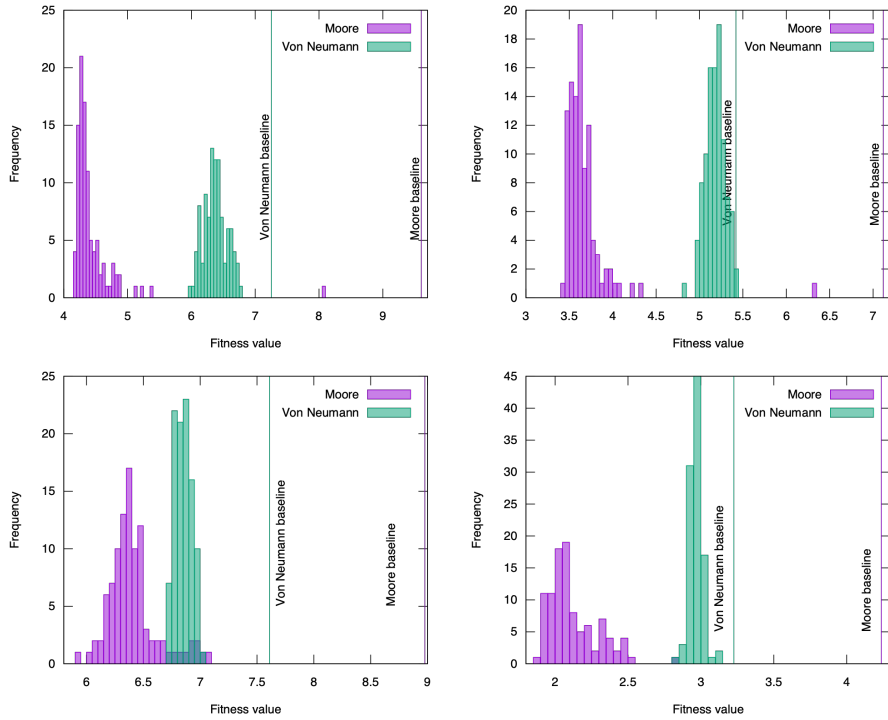 25
20
15
10
5
0
4
5
6
7
8
9
Frequency
Fitness value
Moore
Von Neumann
Von Neumann baseline
Moore baseline
20
18
16
14
12
10
8
6
4
2
0
3
3.5
4
4.5
5
5.5
6
6.5
7
Frequency
Fitness value
Moore
Von Neumann
Von Neumann baseline
Moore baseline
25
20
15
10
5
0
6
6.5
7
7.5
8
8.5
9
Frequency
Fitness value
Moore
Von Neumann
Von Neumann baseline
Moore baseline
45
40
35
30
25
20
15
10
5
0
2
2.5
3
3.5
4
Frequency
Fitness value
Moore
Von Neumann
Von Neumann baseline
Moore baseline